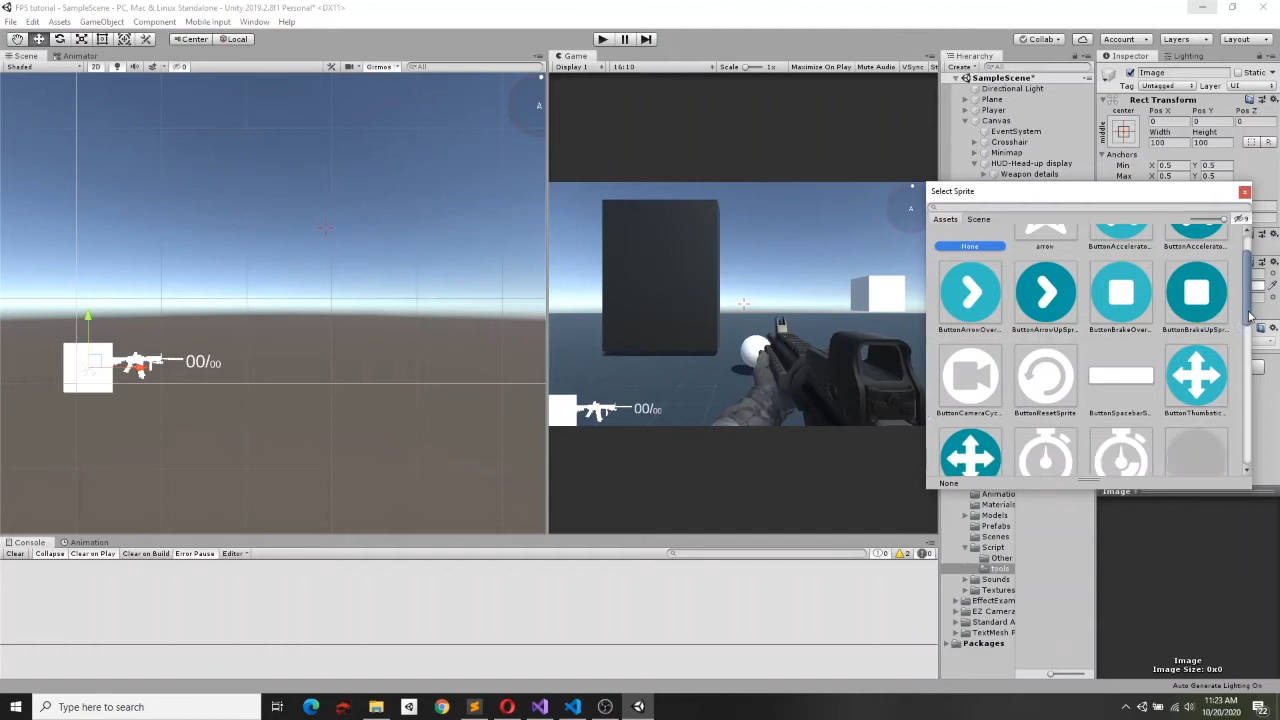 FPS tutorial - SampleScene - PC, Mac & Linux Standalone - Unity 2019.2.8f1 Personal* <DX11>
File Edit Assets GameObject Component Mobile Input Window Help
Center Local Collab Account Layers Layout
Scene Animator
Shaded 2D 0 Gizmos All
Game
Display 1 16:10 Scale 1x Maximize On Play Mute Audio VSync St
Hierarchy
Create All
SampleScene*
Directional Light
Plane
Player
Canvas
EventSystem
Crosshair
Minimap
HUD-Head-up display
Weapon details
Inspector Lighting
Image Static
Tag Untagged Layer UI
Rect Transform
center Pos X Pos Y Pos Z
0 0 0
middle
Width Height
100 100 R
Anchors
Min X 0.5 Y 0.5
Max X 0.5 Y 0.5
A
00/00
A
00/00
Select Sprite
Assets Scene 9
None arrow ButtonAccelerato... ButtonAccelerato...
ButtonArrowOver... ButtonArrowUpSpr... ButtonBrakeOver... ButtonBrakeUpSpr...
ButtonCameraCyc... ButtonResetSprite ButtonSpacebarS... ButtonThumbstic...
None
Image
Animatio
Materials
Models
Prefabs
Scenes
Script
Other
tools
Sounds
Textures
EffectExam
EZ Camera
Standard A
TextMesh P
Packages
Console Animation
Clear Collapse Clear on Play Clear on Build Error Pause Editor 0 2 0
Image
Image Size: 0x0
Auto Generate Lighting On
Type here to search
11:23 AM
10/20/2020
22